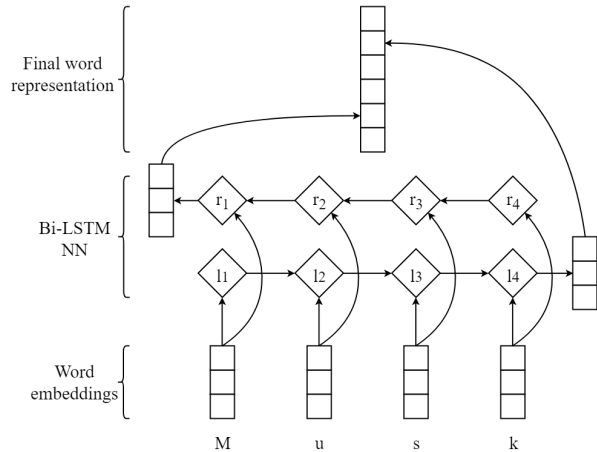 Final word
representation
r1
r2
r3
r4
Bi-LSTM
NN
l1
l2
l3
l4
Word
embeddings
M
u
s
k